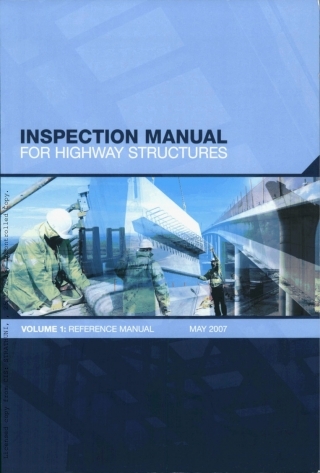 INSPECTION MANUAL
FOR HIGHWAY STRUCTURES
VOLUME 1: REFERENCE MANUAL MAY 2007